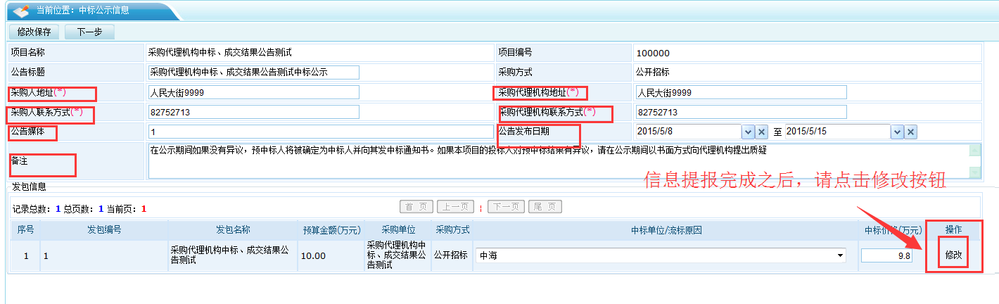 当前位置：中标公示信息
修改保存 下一步
项目名称 采购代理机构中标、成交结果公告测试 项目编号 100000
公告标题 采购代理机构中标、成交结果公告测试中标公示 采购方式 公开招标
采购人地址(*) 人民大街9999 采购代理机构地址(*) 人民大街9999
采购人联系方式(*) 82752713 采购代理机构联系方式(*) 82752713
公告媒体 1 公告发布日期 2015/5/8 至 2015/5/15
备注 在公示期间如果没有异议，预中标人将被确定为中标人并向其发中标通知书。如果本项目的投标人对预中标结果有异议，请在公示期间以书面方式向代理机构提出质疑
信息提报完成之后，请点击修改按钮
发包信息
记录总数：1 总页数：1 当前页：1 首 页 上一页 ¦ 下一页 尾 页
序号 发包编号 发包名称 预算金额(万元) 采购单位 采购方式 中标单位/流标原因 中标价格(万元) 操作
1 1 采购代理机构中标、成交结果公告测试 10.00 采购代理机构中标、成交结果公告测试 公开招标 中海 9.8 修改